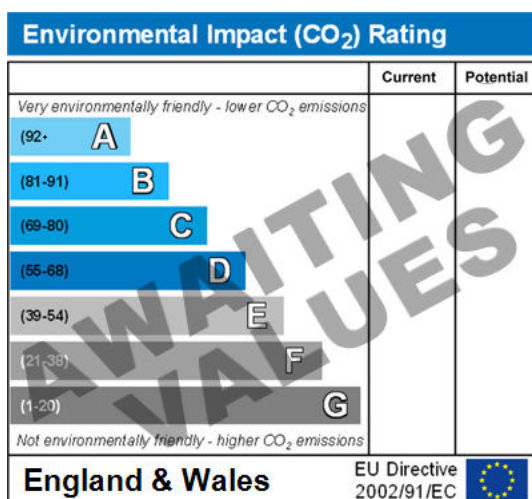 Environmental Impact (CO₂) Rating
Current Potential
Very environmentally friendly - lower CO₂ emissions
(92+ A
(81-91) B
(69-80) C
(55-68) D
(39-54) E
(21-38) F
(1-20) G
Not environmentally friendly - higher CO₂ emissions
AWAITING
VALUES
England & Wales
EU Directive
2002/91/EC